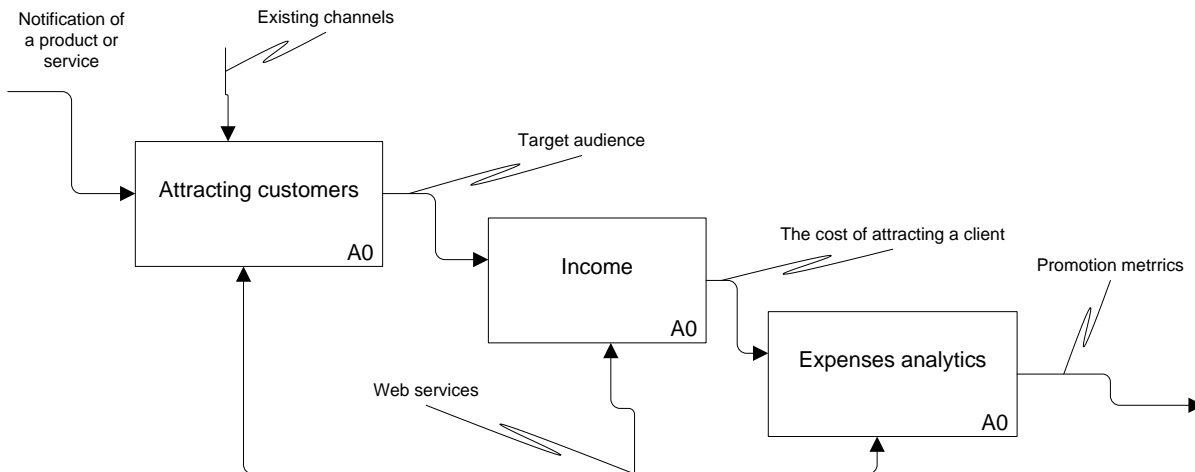 Notification of
a product or
service
Existing channels
Target audience
Attracting customers
A0
The cost of attracting a client
Income
A0
Promotion metrrics
Expenses analytics
A0
Web services